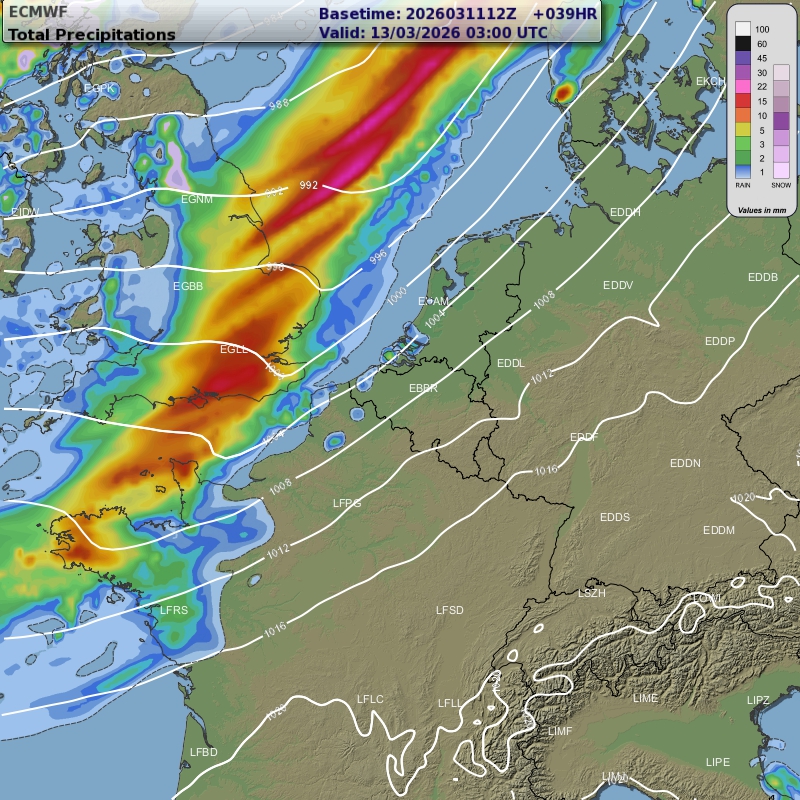 ECMWF
Basetime: 2026031112Z +039HR
Total Precipitations
Valid: 13/03/2026 03:00 UTC
100
60
45
30
22
15
10
5
3
2
1
RAIN SNOW
Values in mm
EGPK
EKCH
988
992
992
EGNM
EIDW
EDDH
996
996
EGBB
1000
EHAM
1004
1008
EDDV
EDDB
EGLL
EDDP
EDDL
1012
EBBR
EDDF
1016
EDDN
1008
LFPG
EDDS
1020
EDDM
1012
LFRS
LFSD
LSZH
LOWI
1016
LFLC
LFLL
LIME
LIPZ
1020
LIMF
LFBD
LIPE